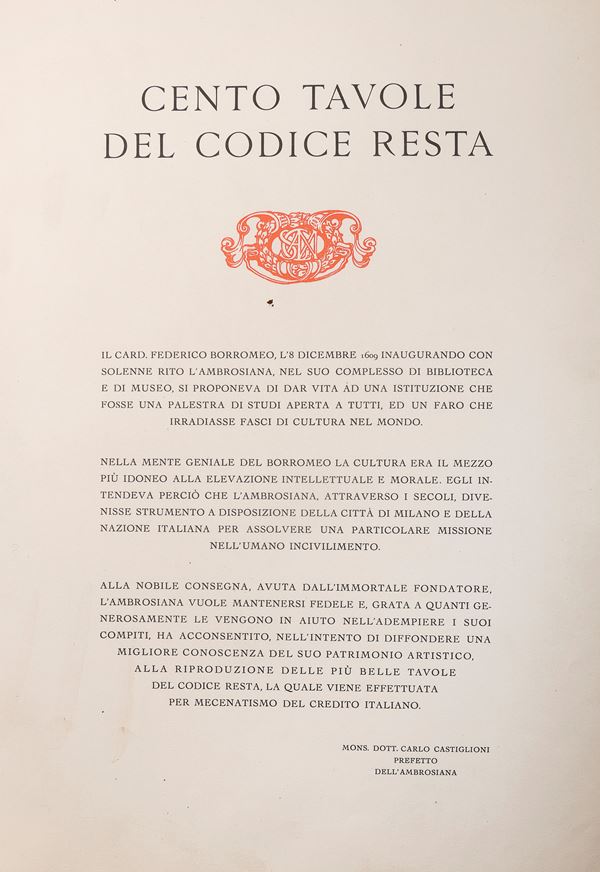 CENTO TAVOLE
DEL CODICE RESTA
IL CARD. FEDERICO BORROMEO, L'8 DICEMBRE 1609 INAUGURANDO CON
SOLENNE RITO L'AMBROSIANA, NEL SUO COMPLESSO DI BIBLIOTECA
E DI MUSEO, SI PROPONEVA DI DAR VITA AD UNA ISTITUZIONE CHE
FOSSE UNA PALESTRA DI STUDI APERTA A TUTTI, ED UN FARO CHE
IRRADIASSE FASCI DI CULTURA NEL MONDO.
NELLA MENTE GENIALE DEL BORROMEO LA CULTURA ERA IL MEZZO
PIÙ IDONEO ALLA ELEVAZIONE INTELLETTUALE E MORALE. EGLI IN-
TENDEVA PERCIÒ CHE L'AMBROSIANA, ATTRAVERSO I SECOLI, DIVE-
NISSE STRUMENTO A DISPOSIZIONE DELLA CITTÀ DI MILANO E DELLA
NAZIONE ITALIANA PER ASSOLVERE UNA PARTICOLARE MISSIONE
NELL'UMANO INCIVILIMENTO.
ALLA NOBILE CONSEGNA, AVUTA DALL'IMMORTALE FONDATORE,
L'AMBROSIANA VUOLE MANTENERSI FEDELE E, GRATA A QUANTI GE-
NEROSAMENTE LE VENGONO IN AIUTO NELL'ADEMPIERE I SUOI
COMPITI, HA ACCONSENTITO, NELL'INTENTO DI DIFFONDERE UNA
MIGLIORE CONOSCENZA DEL SUO PATRIMONIO ARTISTICO,
ALLA RIPRODUZIONE DELLE PIÙ BELLE TAVOLE
DEL CODICE RESTA, LA QUALE VIENE EFFETTUATA
PER MECENATISMO DEL CREDITO ITALIANO.
MONS. DOTT. CARLO CASTIGLIONI
PREFETTO
DELL'AMBROSIANA